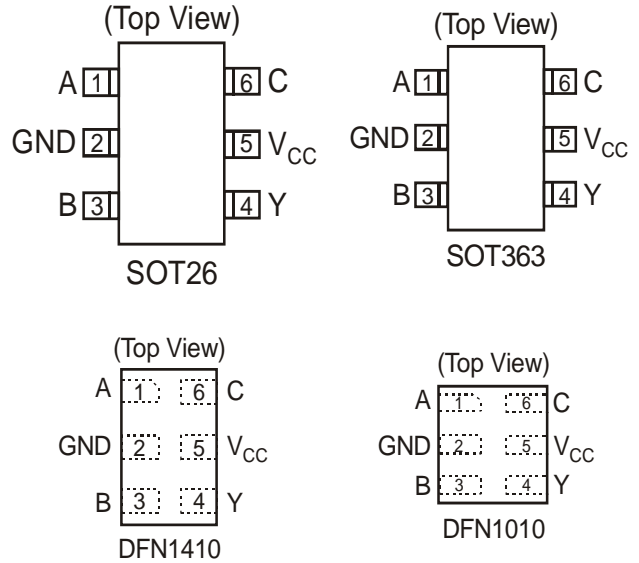 (Top View)
A 1 6 C
GND 2 5 VCC
B 3 4 Y
SOT26
(Top View)
A 1 6 C
GND 2 5 VCC
B 3 4 Y
SOT363
(Top View)
A 1 6 C
GND 2 5 VCC
B 3 4 Y
DFN1410
(Top View)
A 1 6 C
GND 2 5 VCC
B 3 4 Y
DFN1010